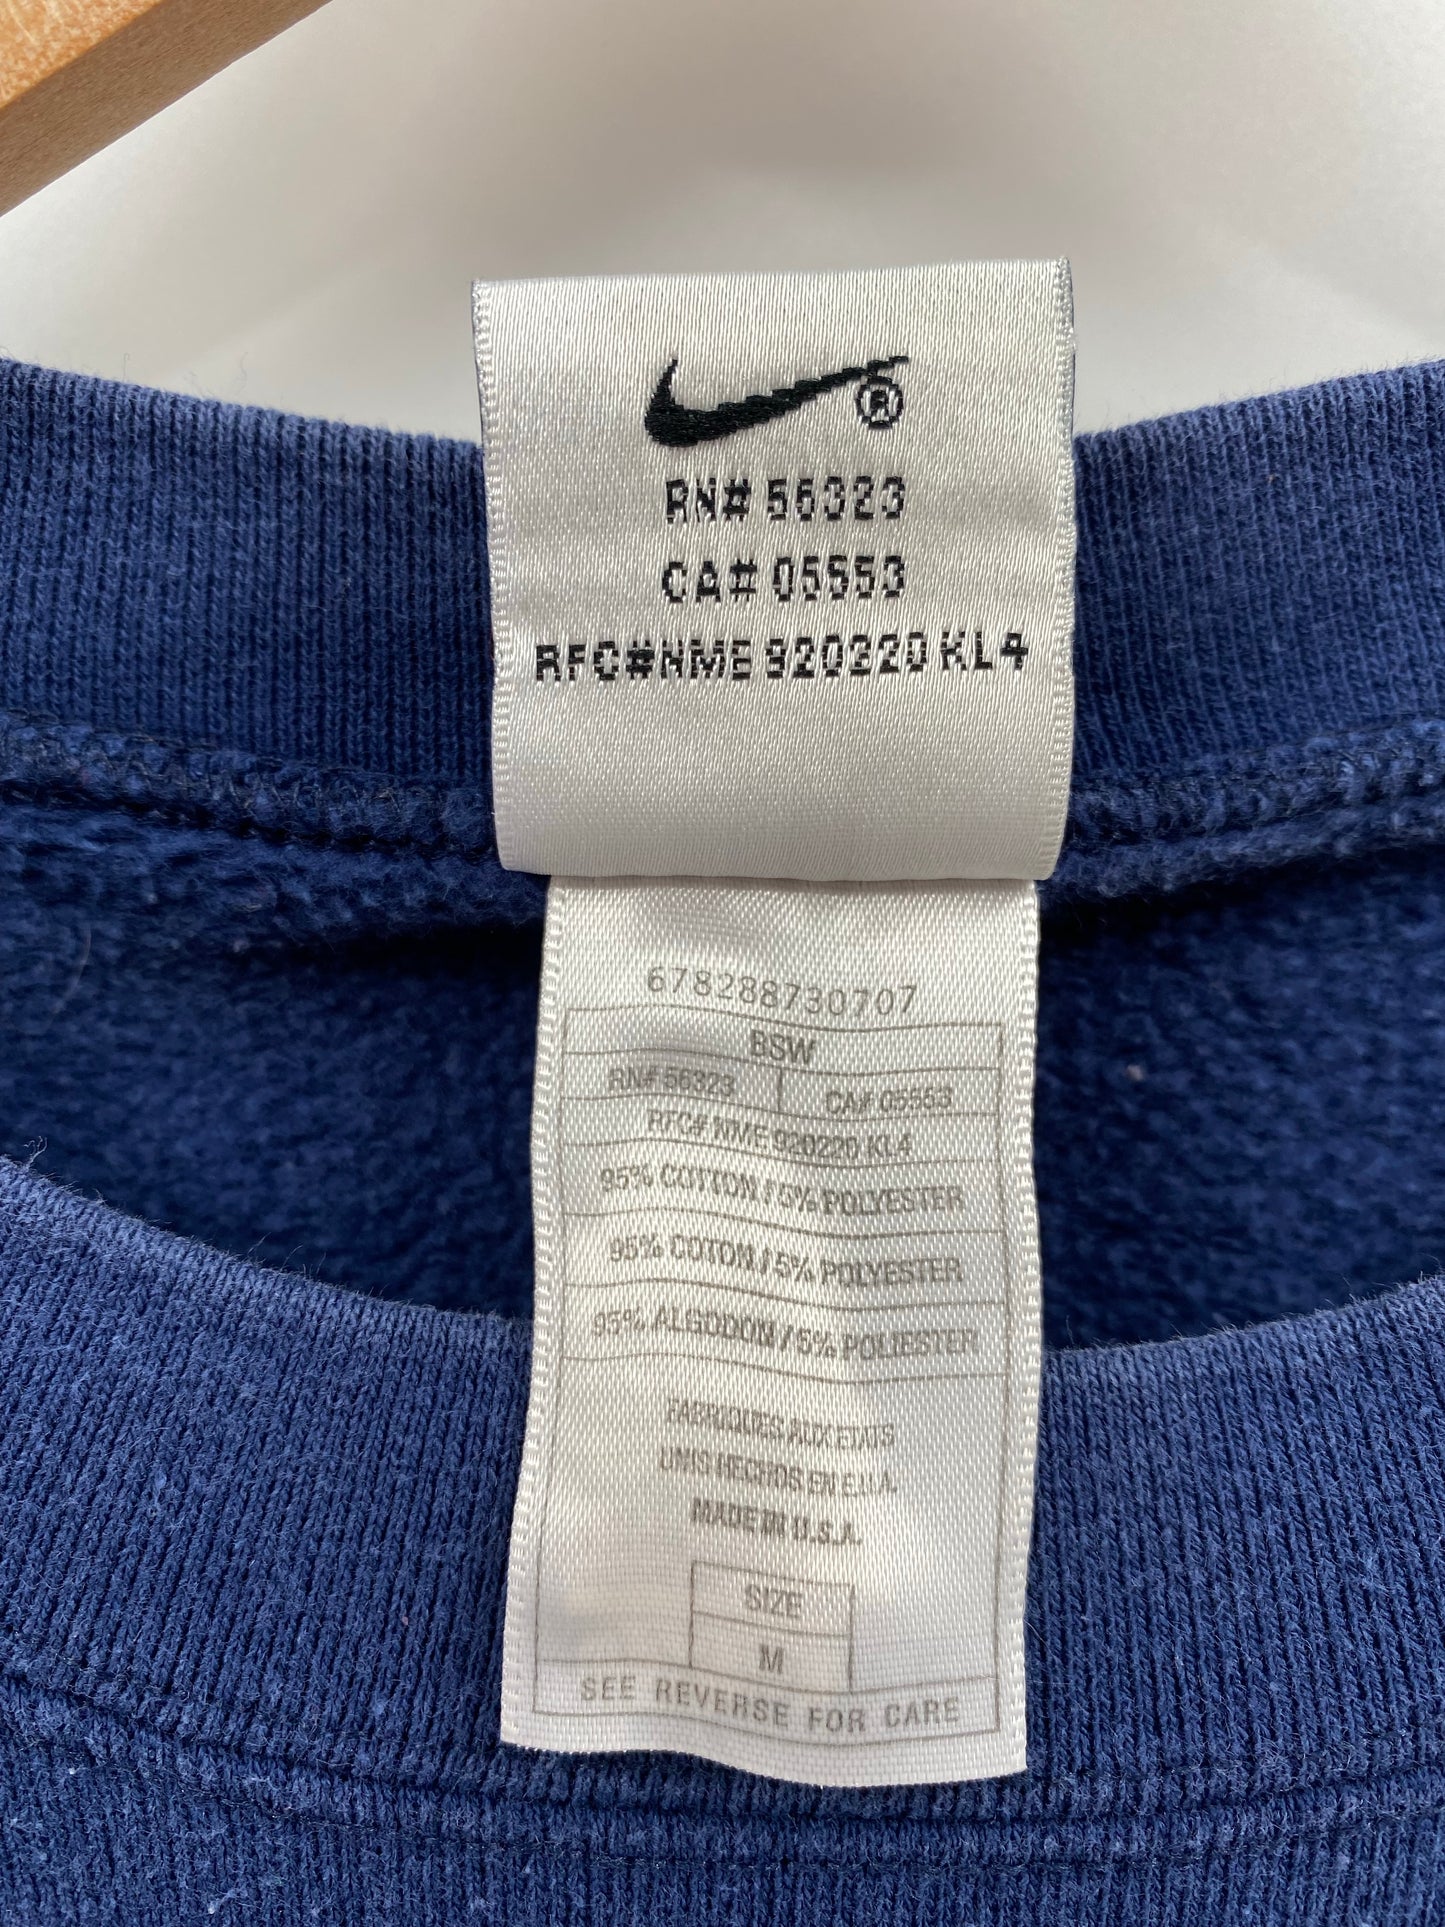 ®
RN# 56323
CA# 05553
RFC#NME 920220 KL4
678288730707
BSW
RN# 56323 CA# 05553
RFC# NME 920220 KL4
95% COTTON / 5% POLYESTER
95% COTON / 5% POLYESTER
95% ALGODON / 5% POLIESTER
FABRIQUES AUX ETATS
UNIS HECHOS EN E.U.A.
MADE IN U.S.A.
SIZE
M
SEE REVERSE FOR CARE